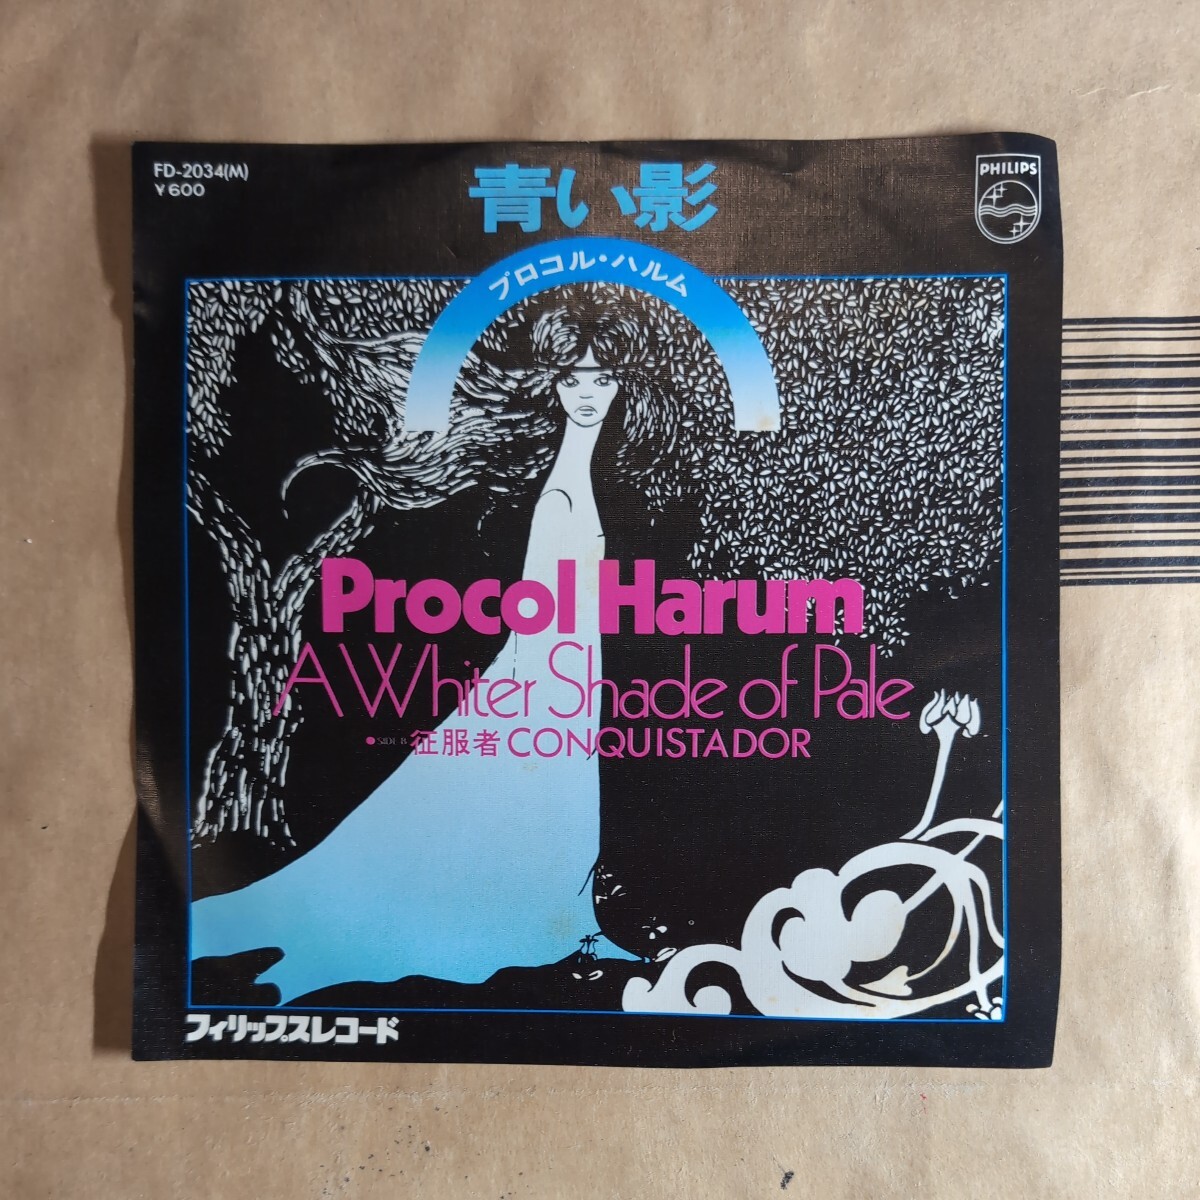 FD-2034(M)
¥600
青い影
PHILIPS
プロコル・ハルム
Procol Harum
A Whiter Shade of Pale
●SIDE B 征服者 CONQUISTADOR
フィリップスレコード